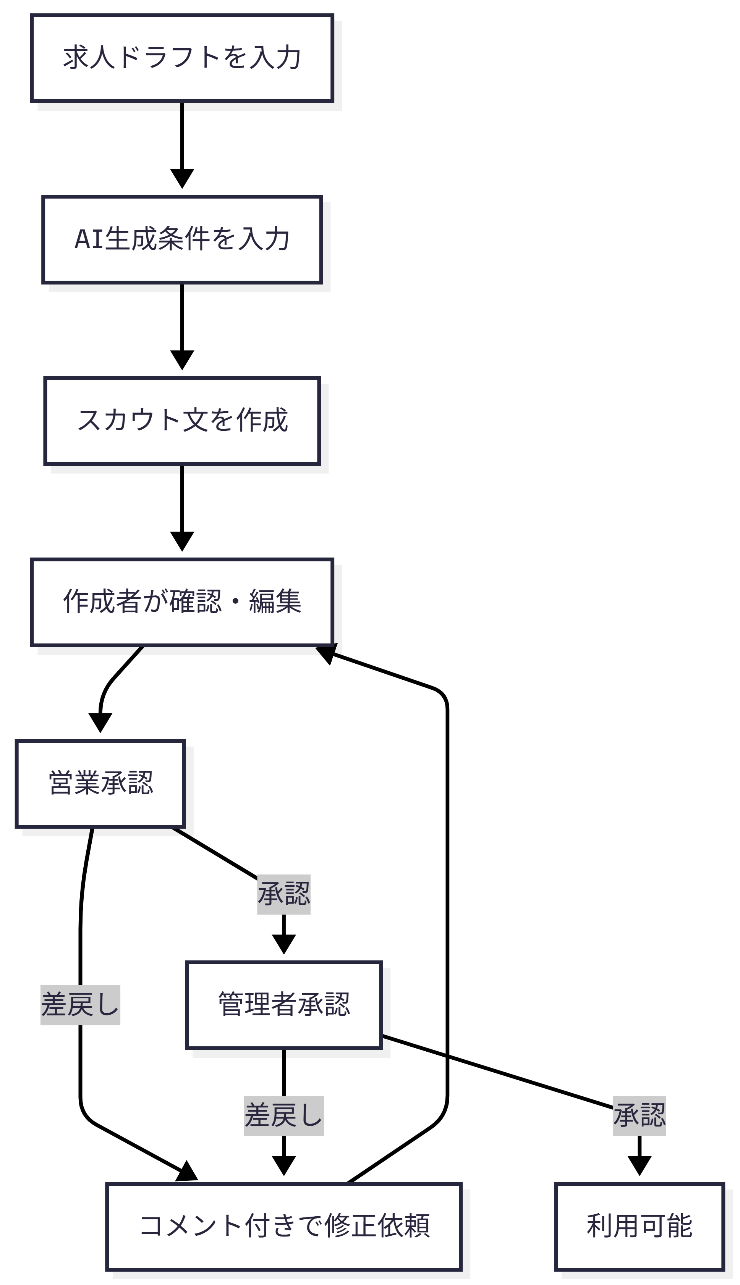 求人ドラフトを入力
AI生成条件を入力
スカウト文を作成
作成者が確認・編集
営業承認
承認
差戻し
管理者承認
差戻し
承認
コメント付きで修正依頼
利用可能